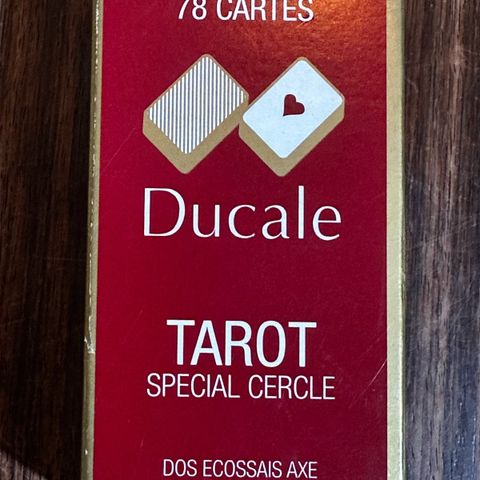 78 CARTES
Ducale
TAROT
SPECIAL CERCLE
DOS ECOSSAIS AXE